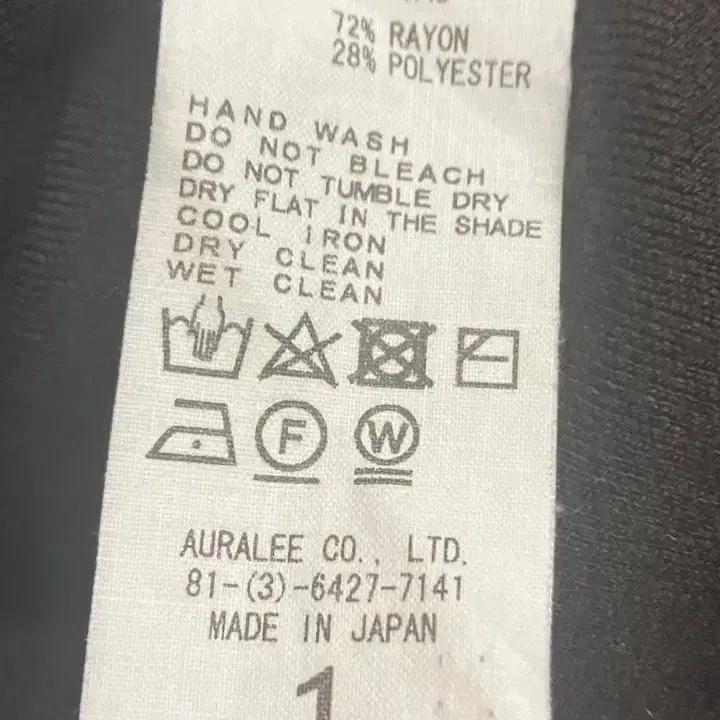 72% RAYON
28% POLYESTER
HAND WASH
DO NOT BLEACH
DO NOT TUMBLE DRY
DRY FLAT IN THE SHADE
COOL IRON
DRY CLEAN
WET CLEAN
F
W
AURALEE CO., LTD.
81-(3)-6427-7141
MADE IN JAPAN
1